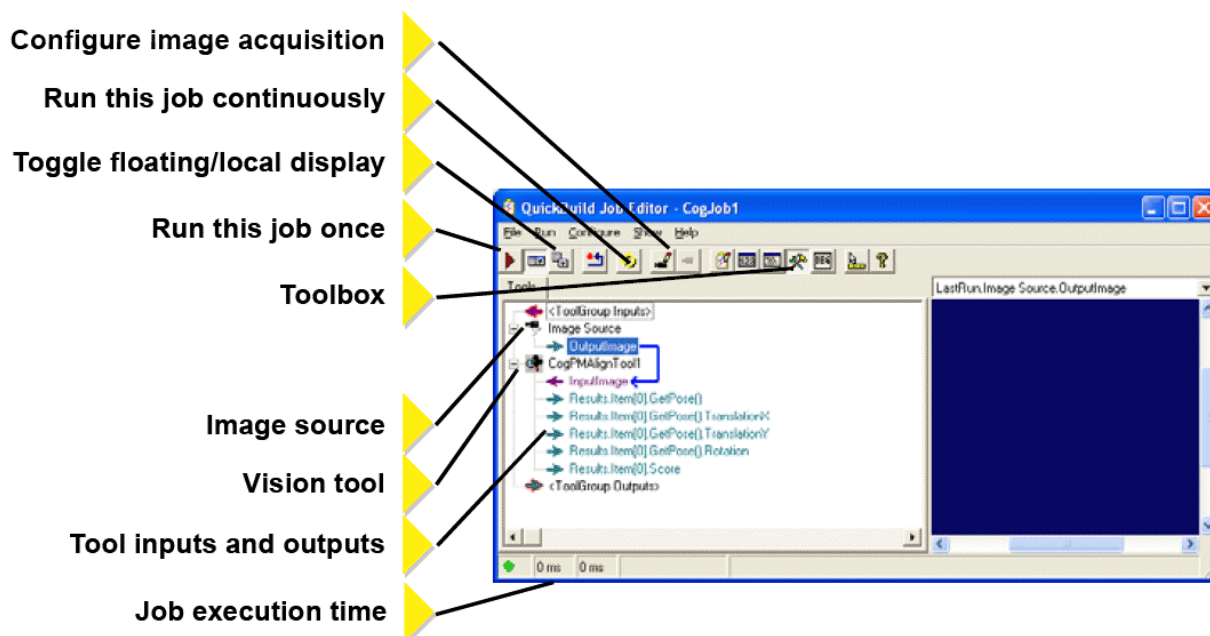 Configure image acquisition
Run this job continuously
Toggle floating/local display
Run this job once
Toolbox
Image source
Vision tool
Tool inputs and outputs
Job execution time
QuickBuild Job Editor - CogJob1
File Run Configure Show Help
Tools
LastRun.Image Source.OutputImage
<ToolGroup Inputs>
Image Source
OutputImage
CogPMAlignTool1
InputImage
Results.Item[0].GetPose()
Results.Item[0].GetPose().TranslationX
Results.Item[0].GetPose().TranslationY
Results.Item[0].GetPose().Rotation
Results.Item[0].Score
<ToolGroup Outputs>
0 ms 0 ms